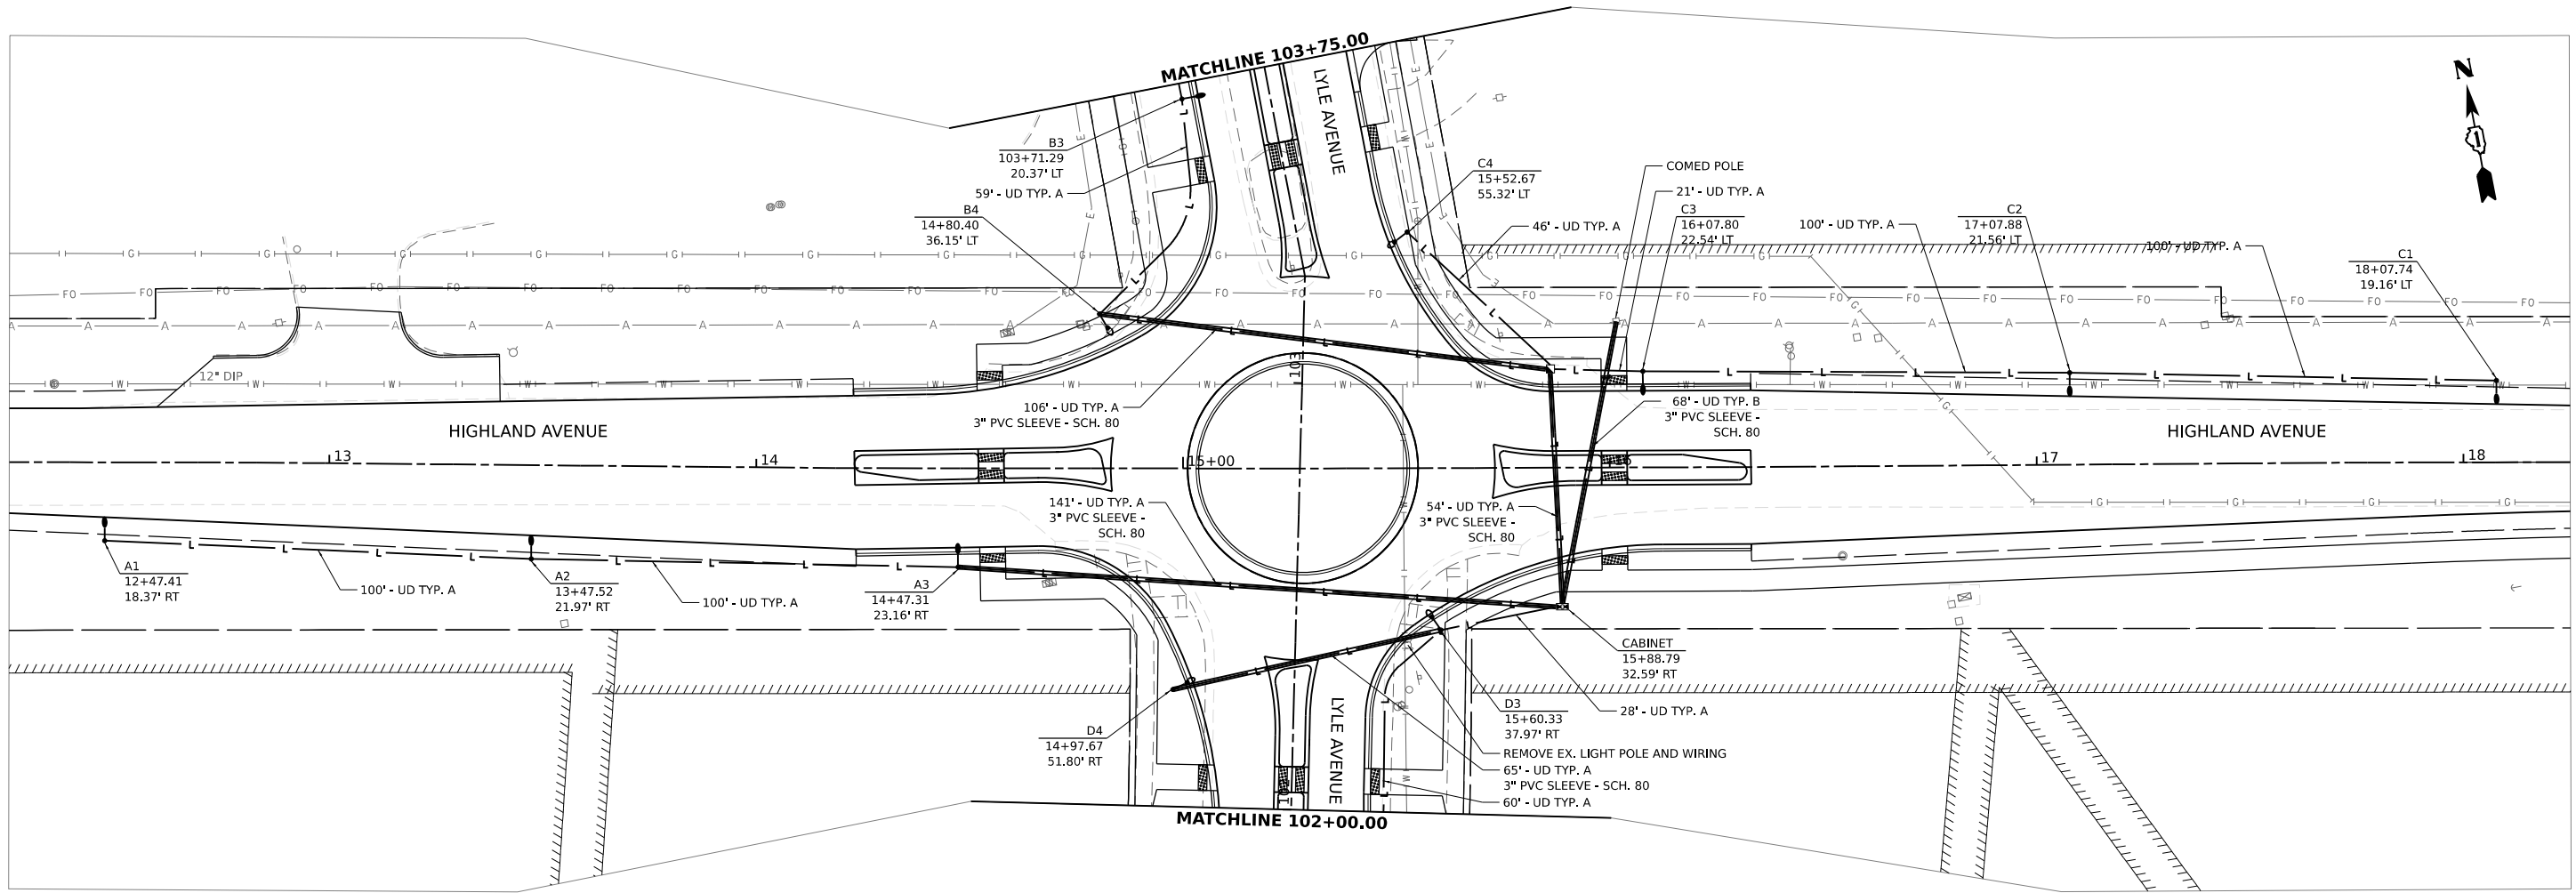 MATCHLINE 103+75.00
LYLE AVENUE
N
B3
103+71.29
20.37' LT
59' - UD TYP. A
B4
14+80.40
36.15' LT
C4
15+52.67
55.32' LT
COMED POLE
21' - UD TYP. A
46' - UD TYP. A
C3
16+07.80
22.54' LT
100' - UD TYP. A
C2
17+07.88
21.56' LT
100' - UD TYP. A
C1
18+07.74
19.16' LT
12" DIP
103
106' - UD TYP. A
3" PVC SLEEVE - SCH. 80
68' - UD TYP. B
3" PVC SLEEVE -
SCH. 80
HIGHLAND AVENUE
HIGHLAND AVENUE
13
14
15+00
17
18
141' - UD TYP. A
3" PVC SLEEVE -
SCH. 80
54' - UD TYP. A
3" PVC SLEEVE -
SCH. 80
A1
12+47.41
18.37' RT
100' - UD TYP. A
A2
13+47.52
21.97' RT
100' - UD TYP. A
A3
14+47.31
23.16' RT
CABINET
15+88.79
32.59' RT
D4
14+97.67
51.80' RT
LYLE AVENUE
D3
15+60.33
37.97' RT
28' - UD TYP. A
REMOVE EX. LIGHT POLE AND WIRING
65' - UD TYP. A
3" PVC SLEEVE - SCH. 80
60' - UD TYP. A
MATCHLINE 102+00.00